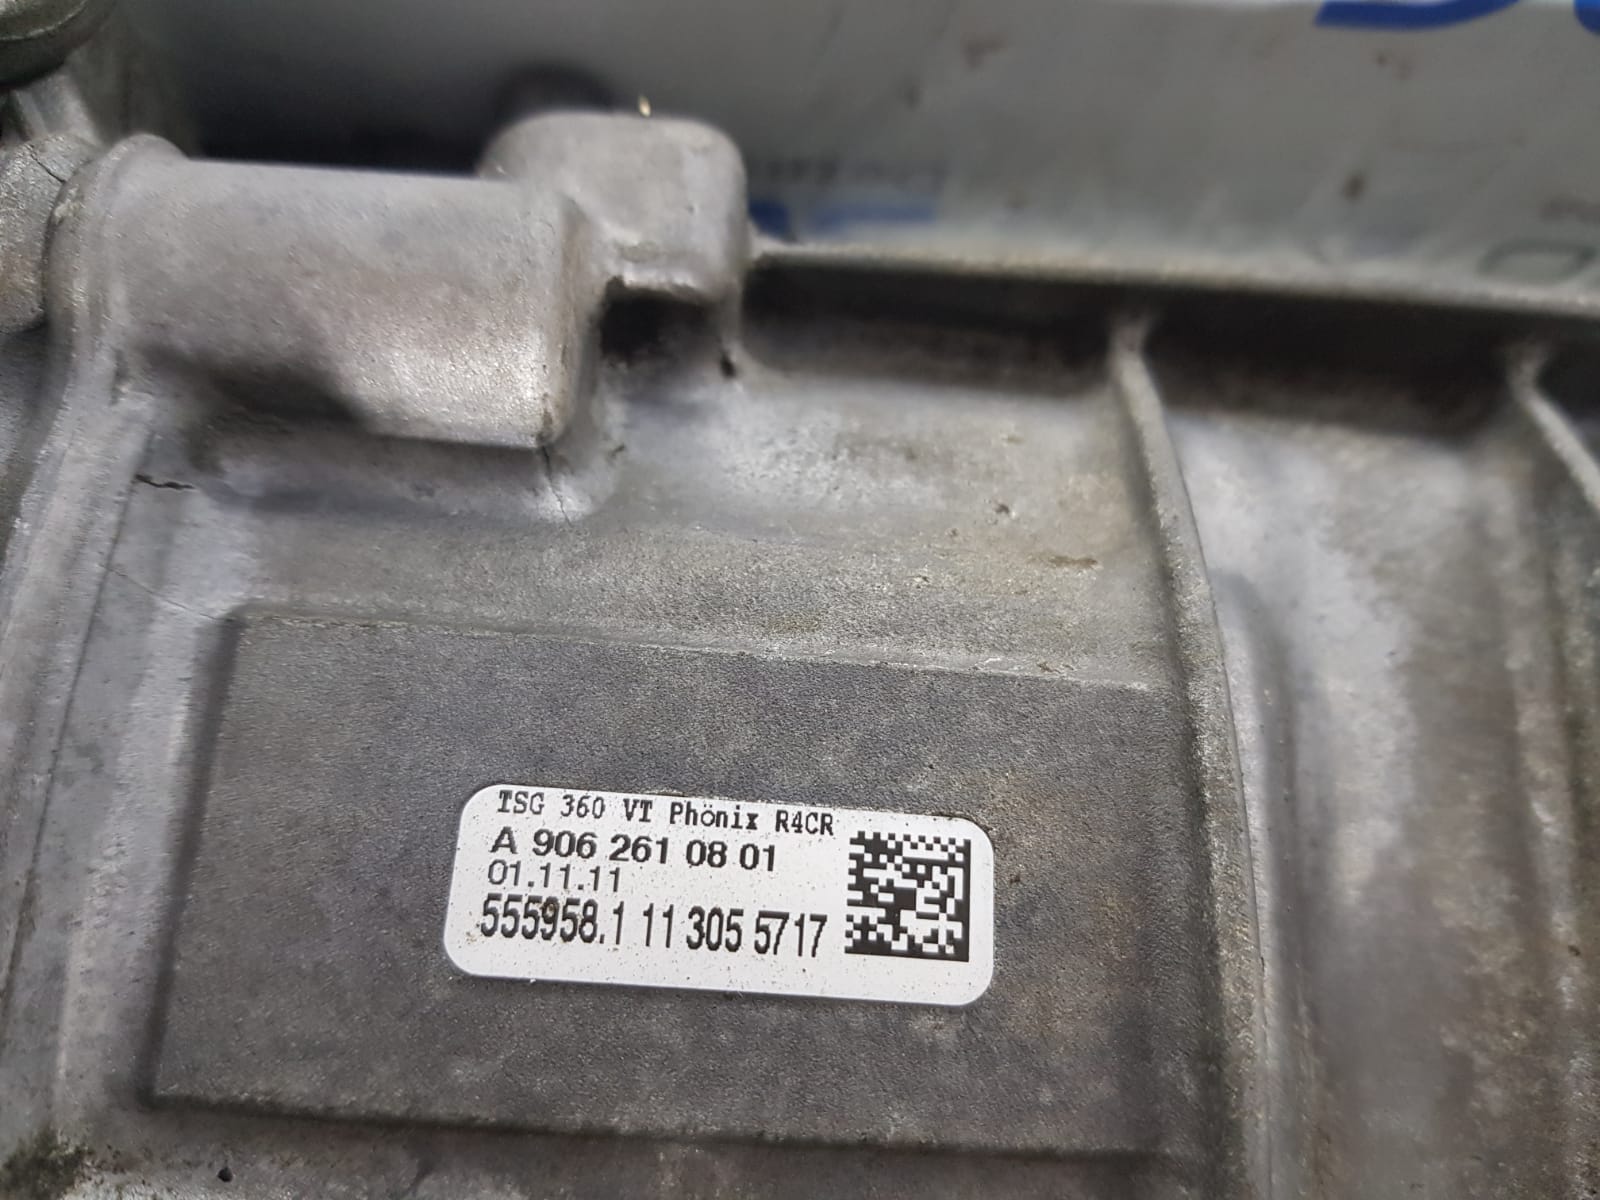 TSG 360 VT Phönix R4CR
A 906 261 08 01
01.11.11
555958.1 11 305 5717